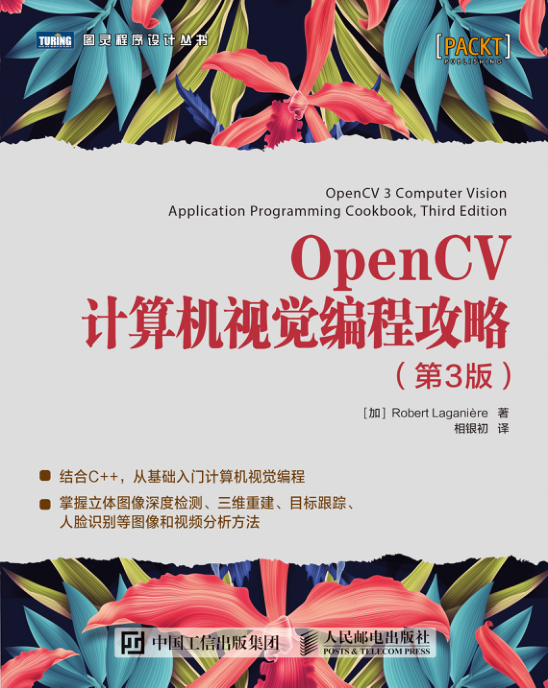 TURING 图灵程序设计丛书
[PACKT]
PUBLISHING
OpenCV 3 Computer Vision
Application Programming Cookbook, Third Edition
OpenCV
计算机视觉编程攻略
（第3版）
［加］Robert Laganière 著
相银初 译
结合C++，从基础入门计算机视觉编程
掌握立体图像深度检测、三维重建、目标跟踪、
人脸识别等图像和视频分析方法
中国工信出版集团 人民邮电出版社
POSTS & TELECOM PRESS